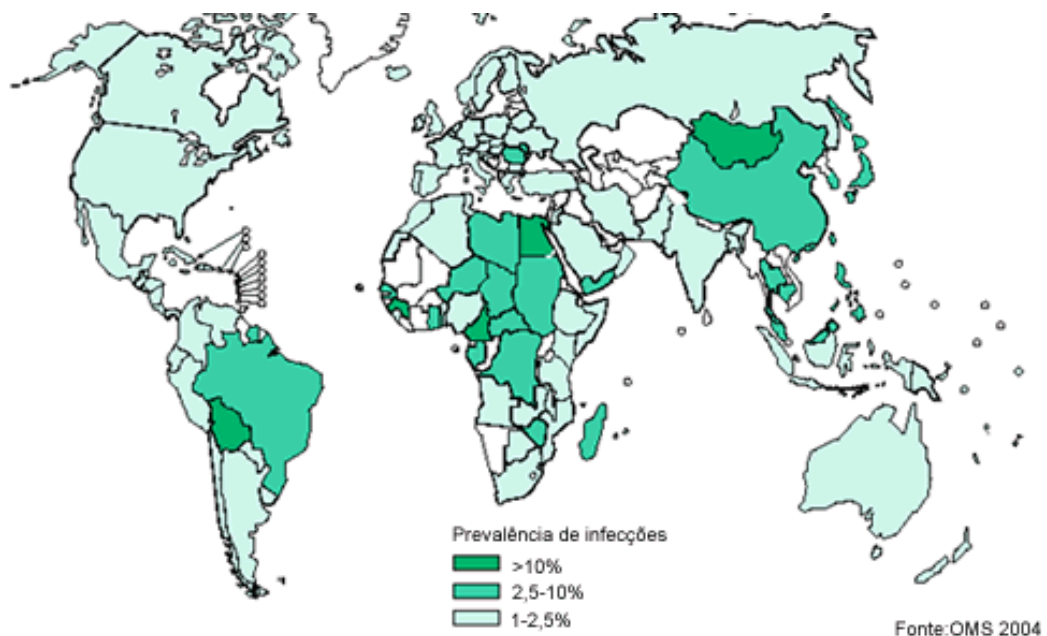 Prevalência de infecções
>10%
2,5-10%
1-2,5%
Fonte:OMS 2004